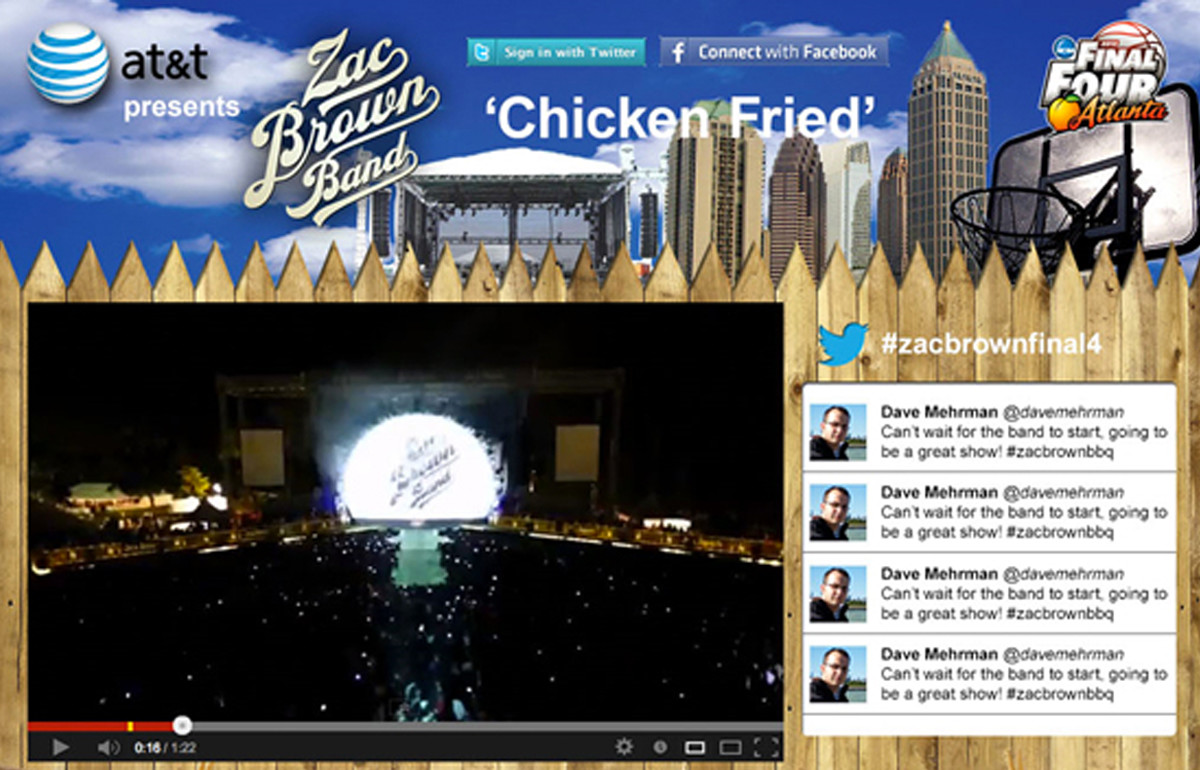 at&t
presents
Zac
Brown
Band
Sign in with Twitter
Connect with Facebook
'Chicken Fried'
NCAA
FINAL
FOUR
Atlanta
#zacbrownfinal4
Dave Mehrman @davemehrman
Can't wait for the band to start, going to
be a great show! #zacbrownbbq
Dave Mehrman @davemehrman
Can't wait for the band to start, going to
be a great show! #zacbrownbbq
Dave Mehrman @davemehrman
Can't wait for the band to start, going to
be a great show! #zacbrownbbq
Dave Mehrman @davemehrman
Can't wait for the band to start, going to
be a great show! #zacbrownbbq
Zac
Brown
Band
0:16 / 1:22